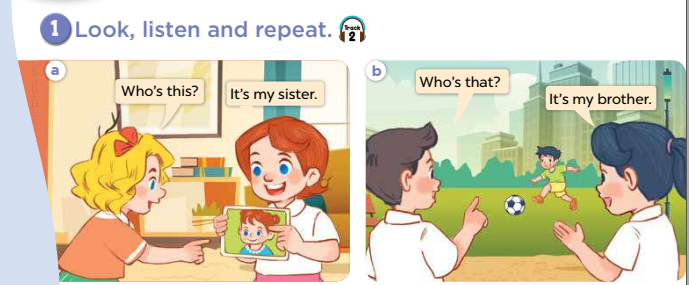 1 Look, listen and repeat. Track 2
a
Who's this?
It's my sister.
b
Who's that?
It's my brother.